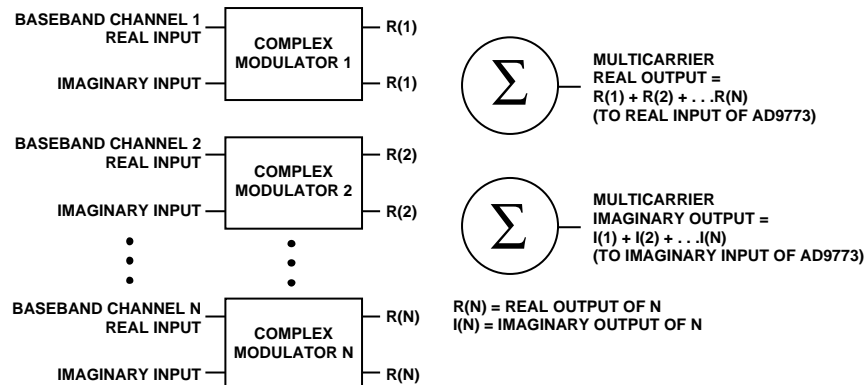 BASEBAND CHANNEL 1
REAL INPUT
IMAGINARY INPUT
COMPLEX
MODULATOR 1
R(1)
R(1)
BASEBAND CHANNEL 2
REAL INPUT
IMAGINARY INPUT
COMPLEX
MODULATOR 2
R(2)
R(2)
BASEBAND CHANNEL N
REAL INPUT
IMAGINARY INPUT
COMPLEX
MODULATOR N
R(N)
R(N)
Σ
MULTICARRIER
REAL OUTPUT =
R(1) + R(2) + . . .R(N)
(TO REAL INPUT OF AD9773)
Σ
MULTICARRIER
IMAGINARY OUTPUT =
I(1) + I(2) + . . .I(N)
(TO IMAGINARY INPUT OF AD9773)
R(N) = REAL OUTPUT OF N
I(N) = IMAGINARY OUTPUT OF N